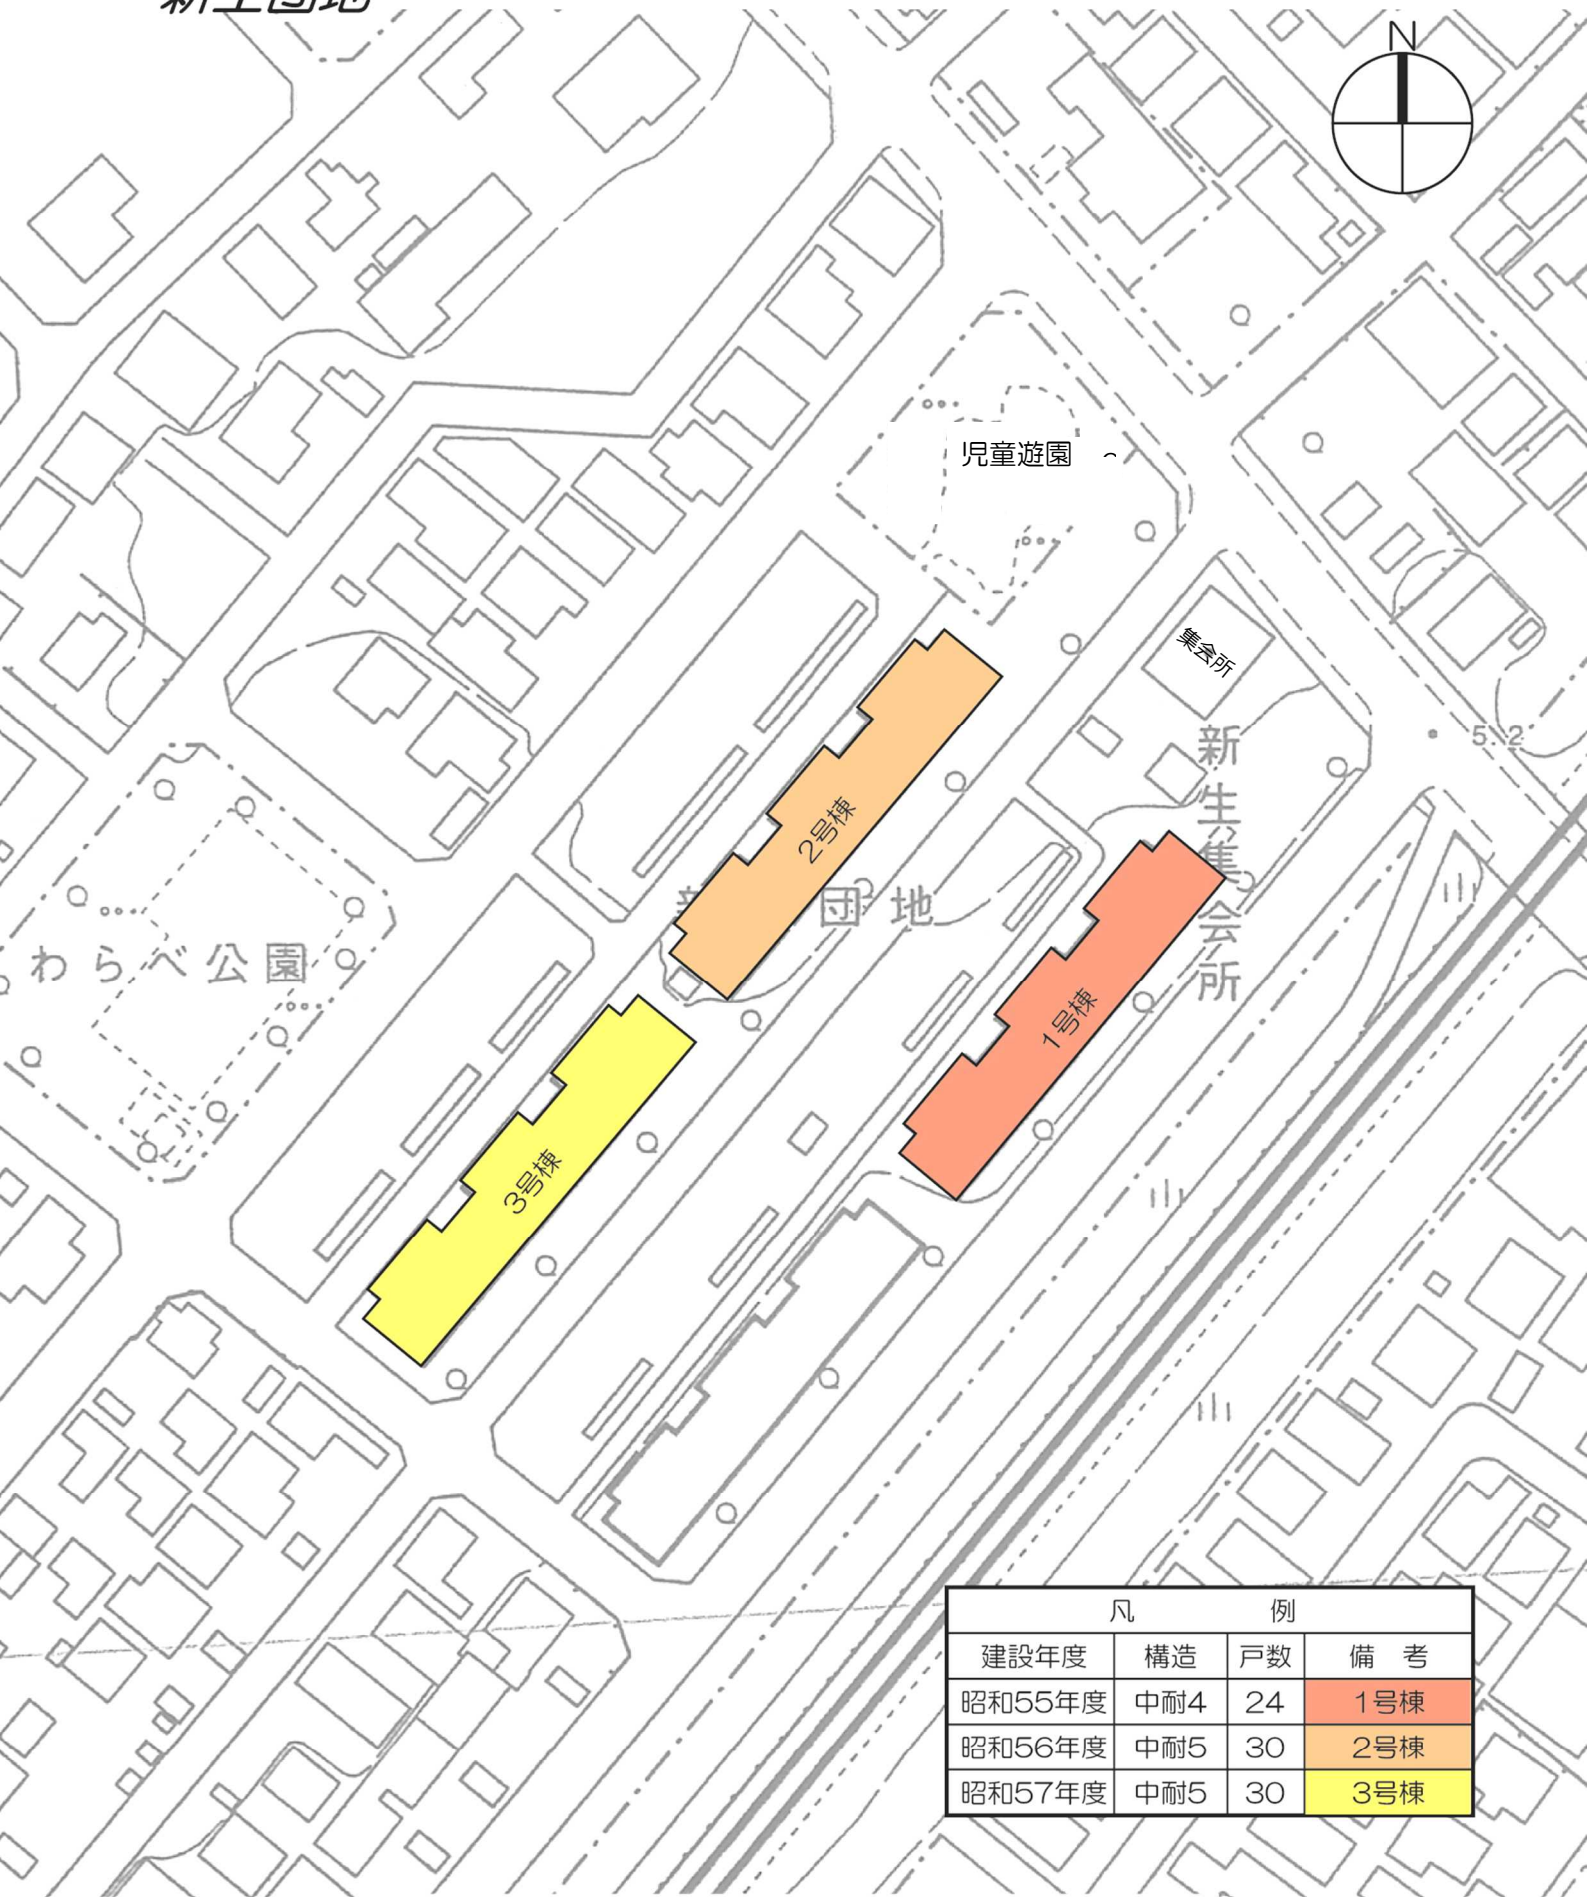 新生団地
N
児童遊園
集会所
新生集会所
5.2
2号棟
団地
1号棟
わらべ公園
3号棟
凡 例
建設年度 構造 戸数 備 考
昭和55年度 中耐4 24 1号棟
昭和56年度 中耐5 30 2号棟
昭和57年度 中耐5 30 3号棟